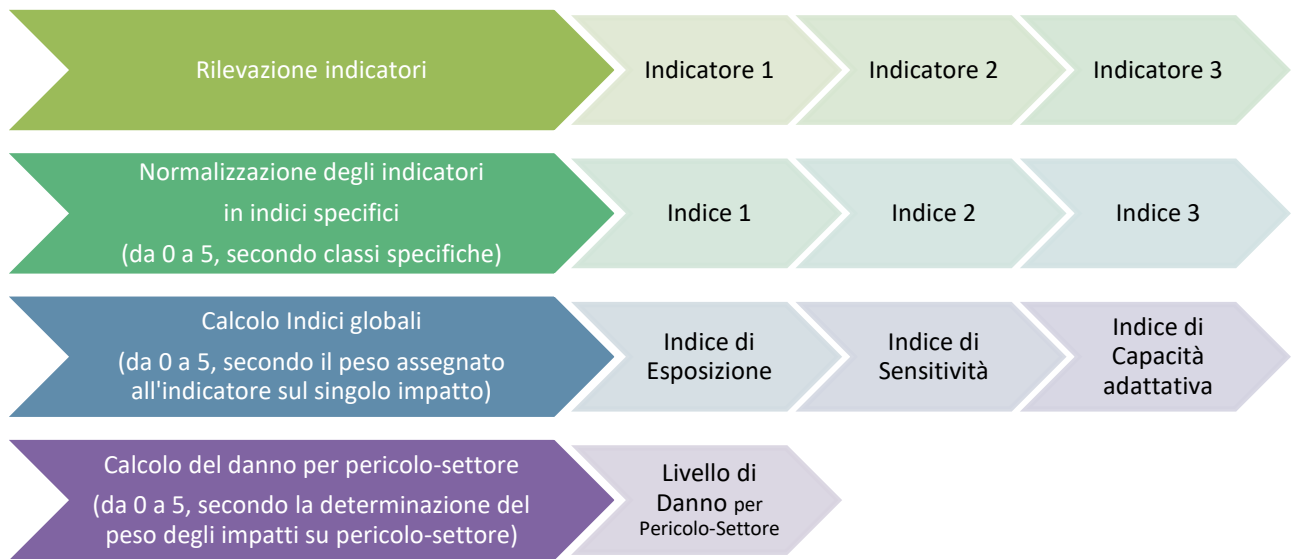 Rilevazione indicatori
Indicatore 1
Indicatore 2
Indicatore 3
Normalizzazione degli indicatori
in indici specifici
(da 0 a 5, secondo classi specifiche)
Indice 1
Indice 2
Indice 3
Calcolo Indici globali
(da 0 a 5, secondo il peso assegnato
all'indicatore sul singolo impatto)
Indice di
Esposizione
Indice di
Sensitività
Indice di
Capacità
adattativa
Calcolo del danno per pericolo-settore
(da 0 a 5, secondo la determinazione del
peso degli impatti su pericolo-settore)
Livello di
Danno per
Pericolo-Settore